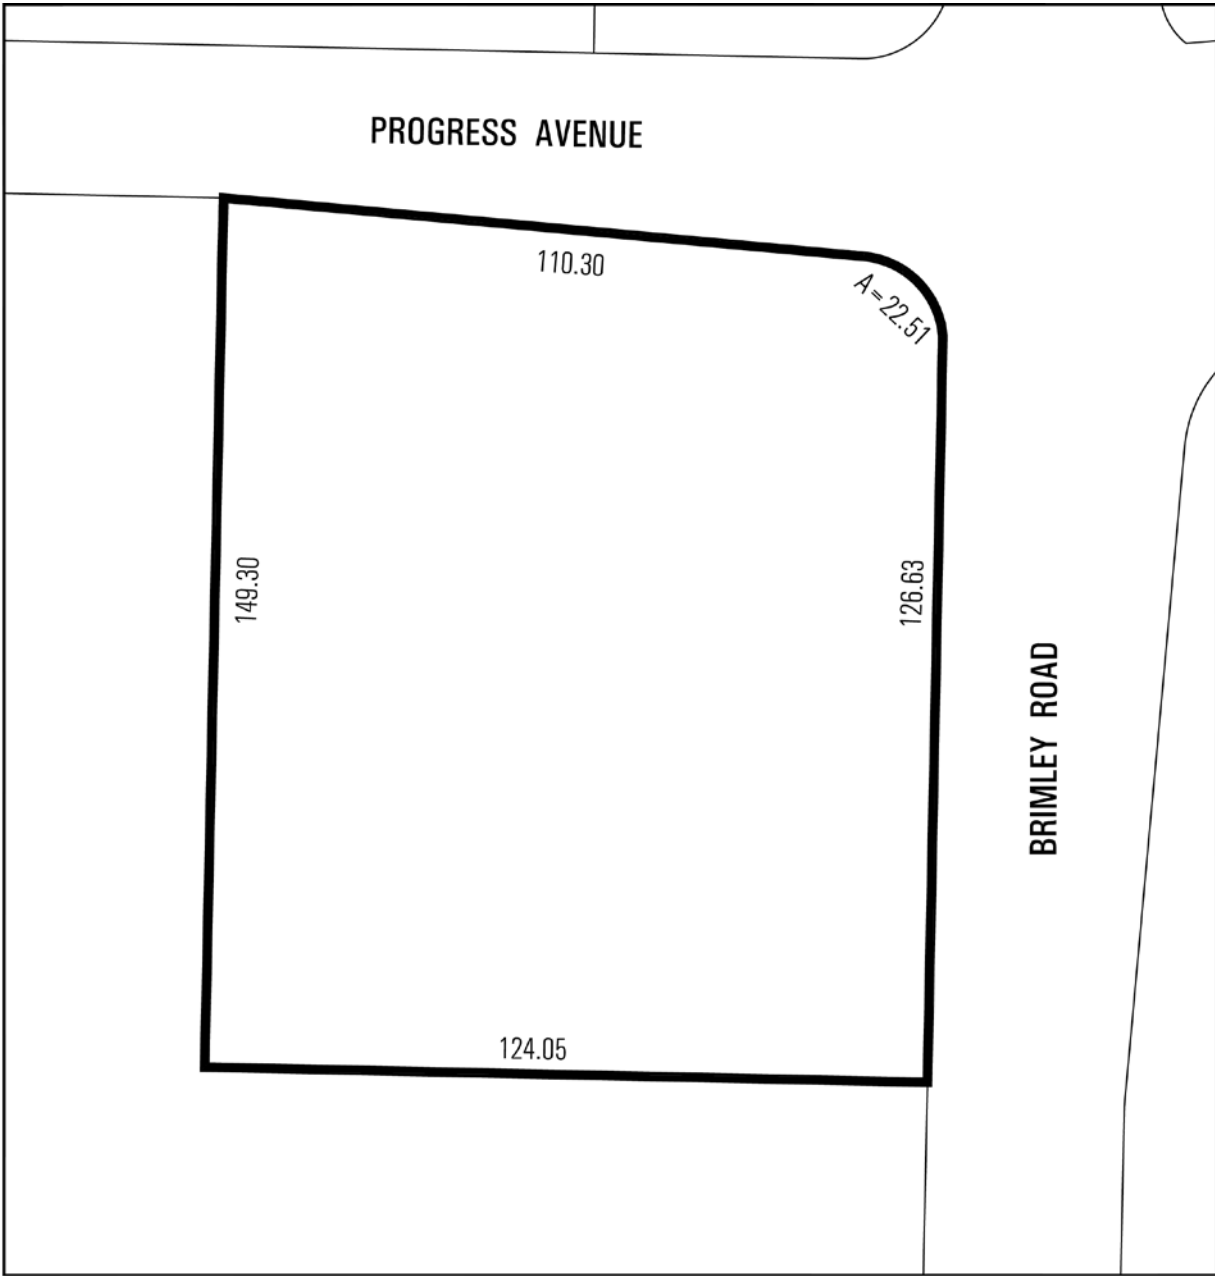 PROGRESS AVENUE
110.30
A = 22.51
149.30
126.63
BRIMLEY ROAD
124.05